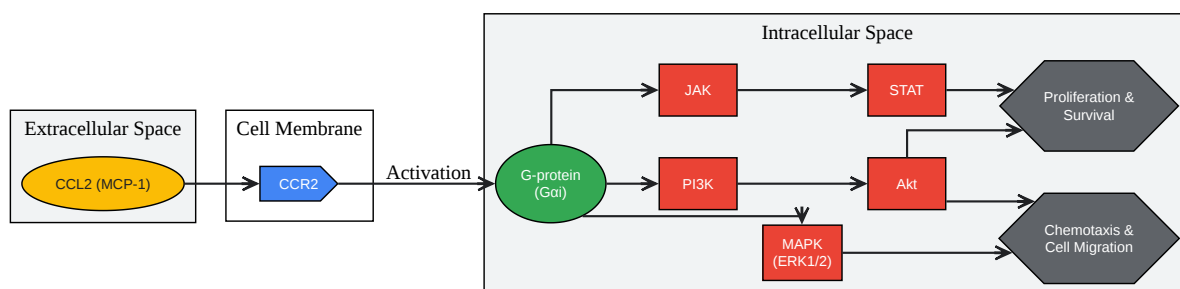 Extracellular Space
CCL2 (MCP-1)
Cell Membrane
CCR2
Activation
Intracellular Space
G-protein
(Gαi)
JAK
STAT
PI3K
Akt
MAPK
(ERK1/2)
Proliferation &
Survival
Chemotaxis &
Cell Migration